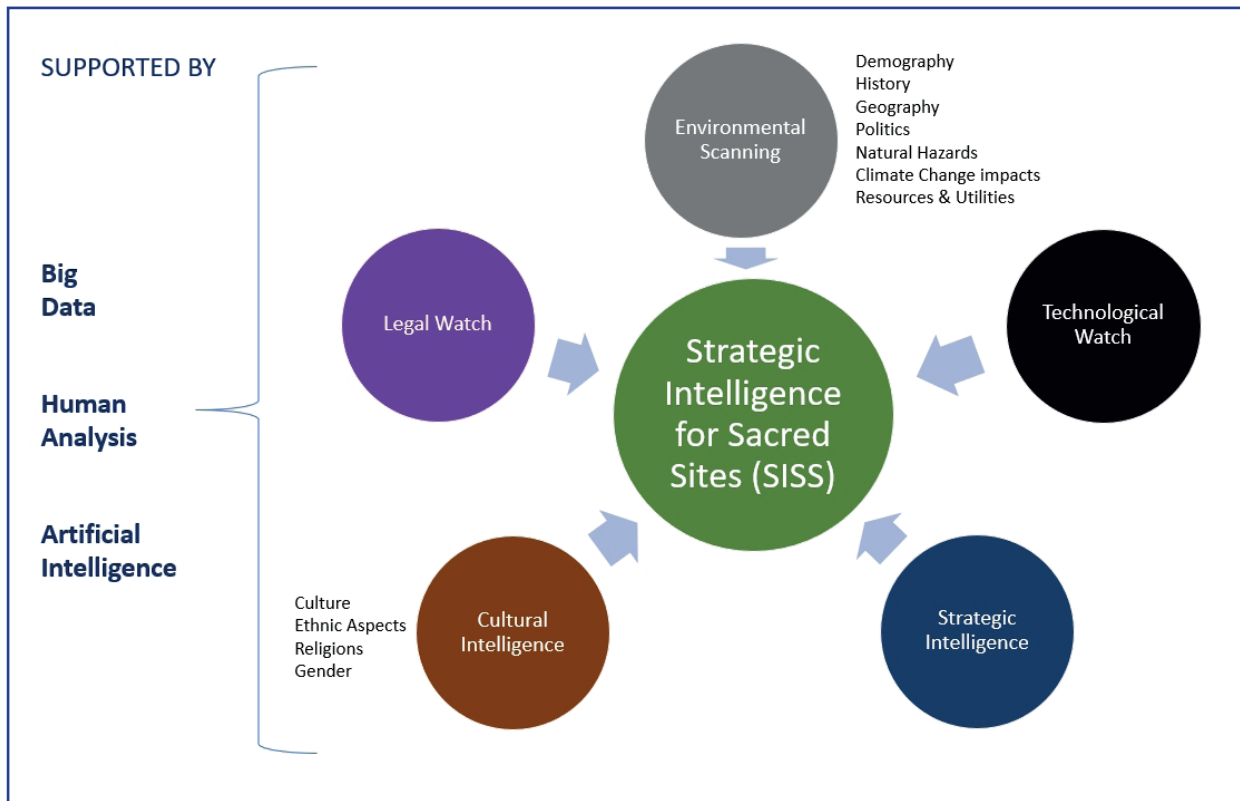 SUPPORTED BY
Big
Data
Human
Analysis
Artificial
Intelligence
Environmental
Scanning
Demography
History
Geography
Politics
Natural Hazards
Climate Change impacts
Resources & Utilities
Legal Watch
Technological
Watch
Strategic
Intelligence
for Sacred
Sites (SISS)
Culture
Ethnic Aspects
Religions
Gender
Cultural
Intelligence
Strategic
Intelligence